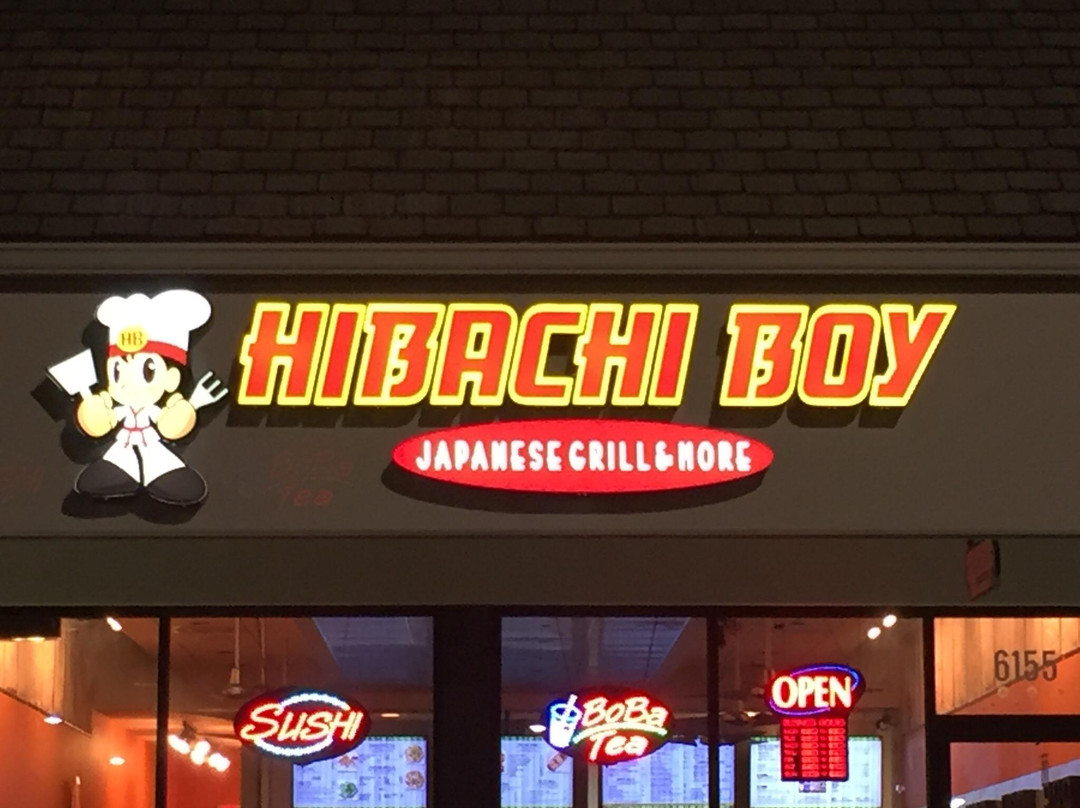 HB
HIBACHI BOY
JAPANESE GRILL & MORE
6155
SUSHI
BOBA
Tea
OPEN